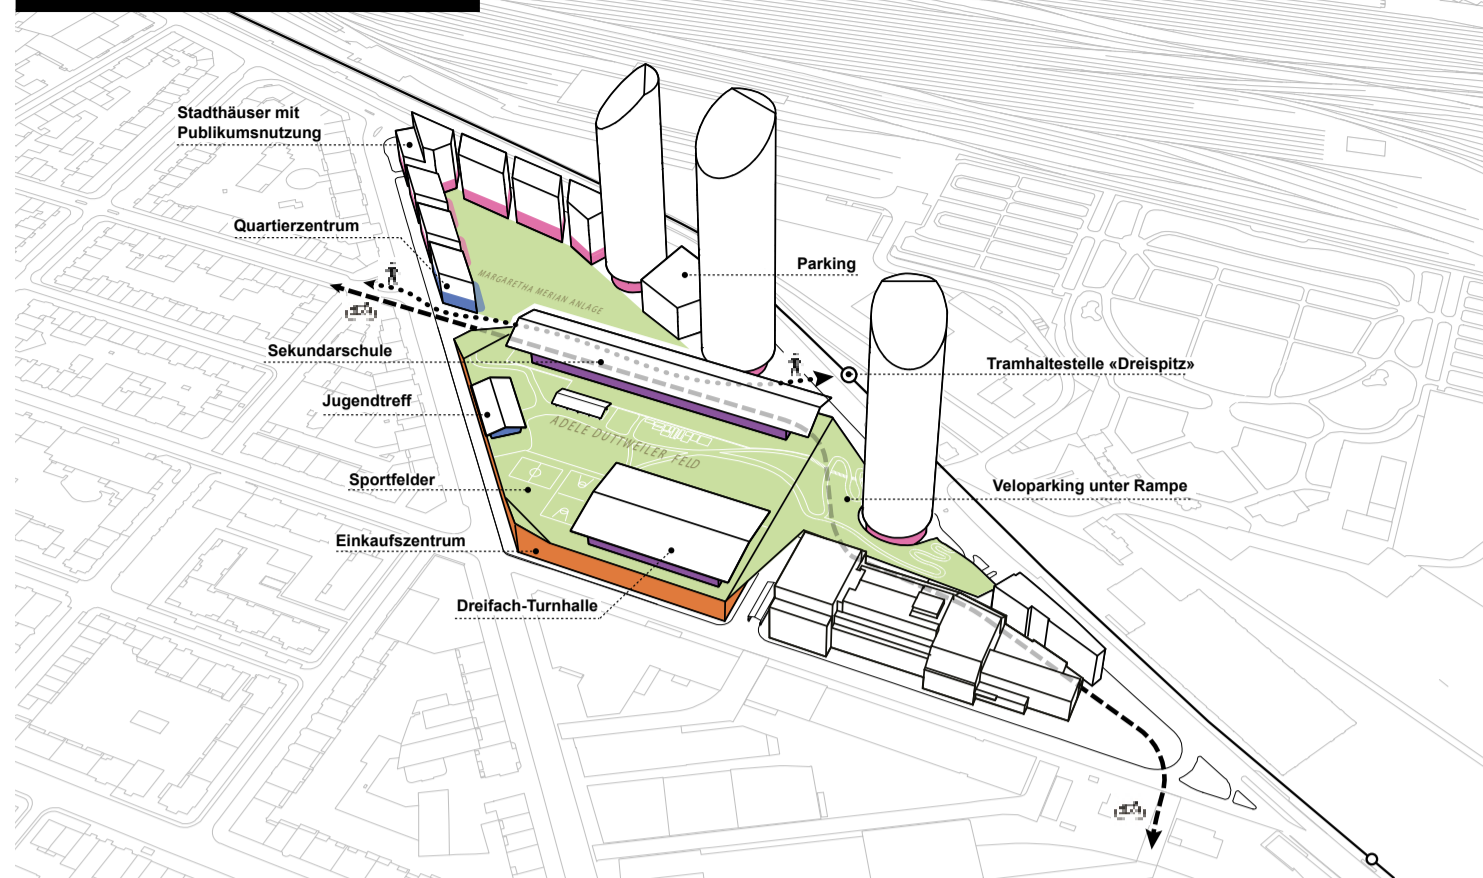 Stadthäuser mit
Publikumsnutzung
Quartierzentrum
Parking
MARGARETHA MERIAN ANLAGE
Sekundarschule
Tramhaltestelle «Dreispitz»
Jugendtreff
ADELE DUTTWEILER FELD
Sportfelder
Veloparking unter Rampe
Einkaufszentrum
Dreifach-Turnhalle